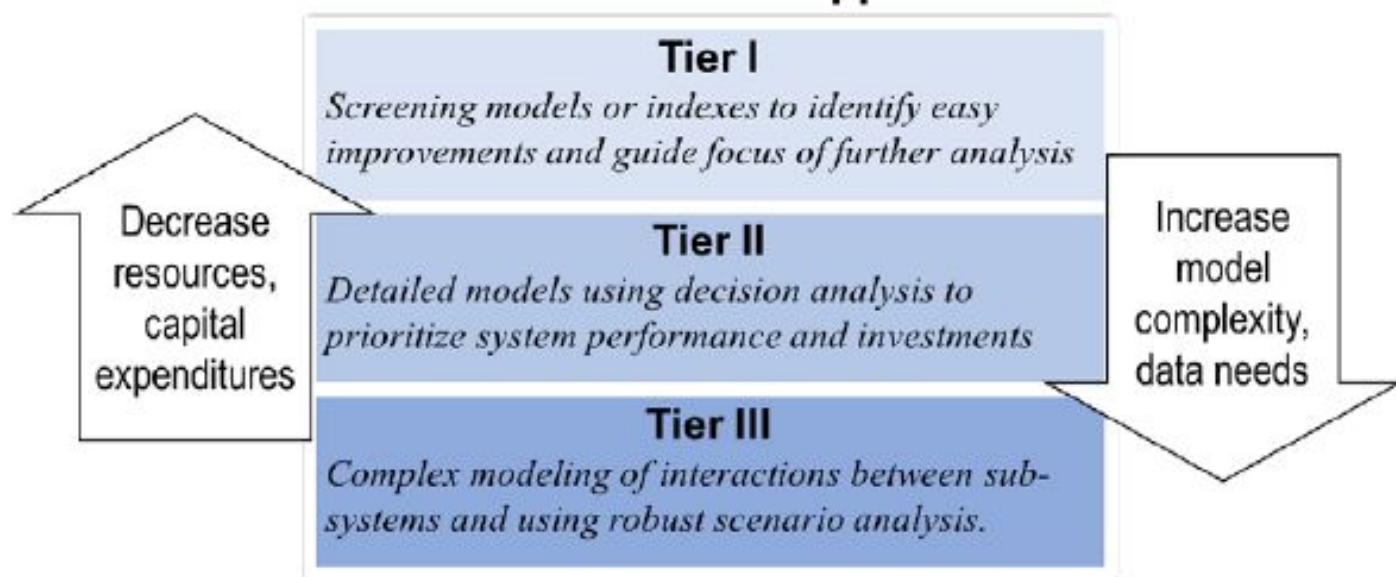 Tier I
Screening models or indexes to identify easy
improvements and guide focus of further analysis
Decrease
resources,
capital
expenditures
Tier II
Detailed models using decision analysis to
prioritize system performance and investments
Increase
model
complexity,
data needs
Tier III
Complex modeling of interactions between sub-
systems and using robust scenario analysis.